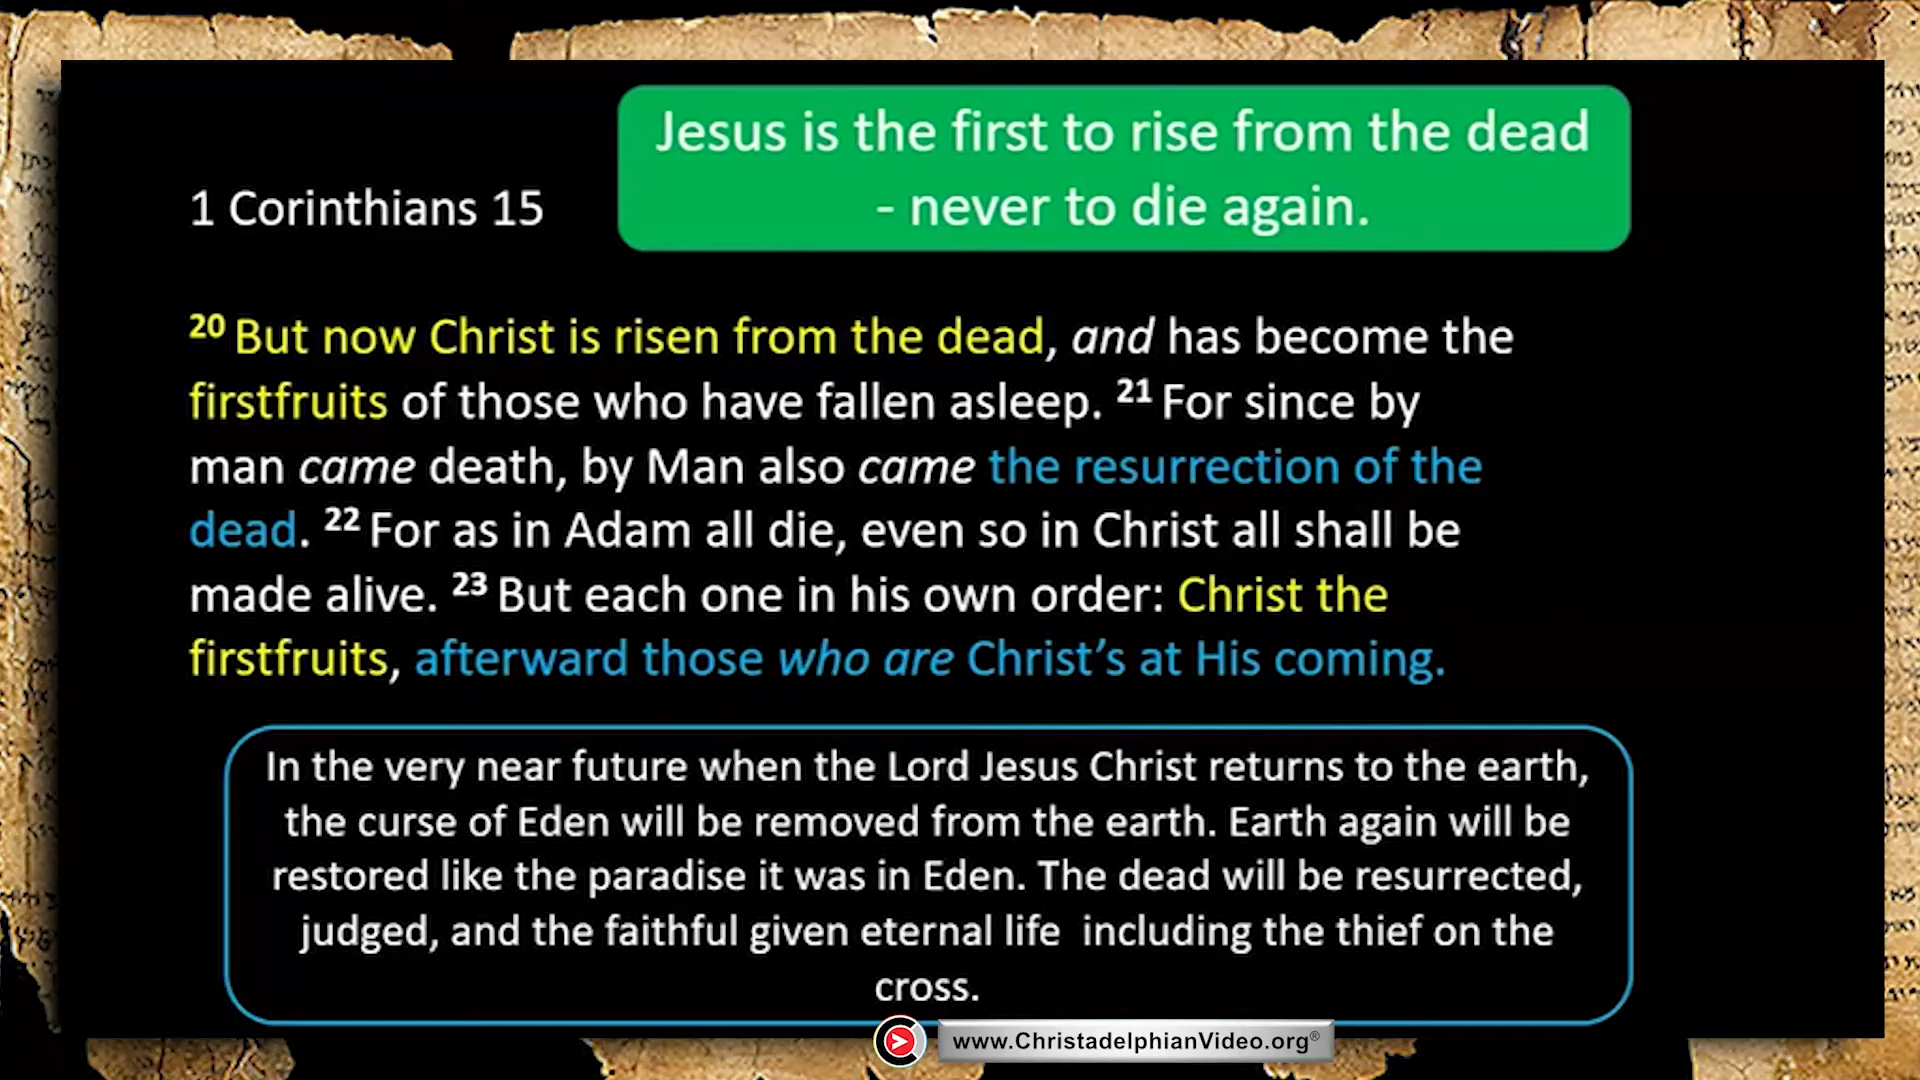 Jesus is the first to rise from the dead
- never to die again.
1 Corinthians 15
20 But now Christ is risen from the dead, and has become the
firstfruits of those who have fallen asleep. 21 For since by
man came death, by Man also came the resurrection of the
dead. 22 For as in Adam all die, even so in Christ all shall be
made alive. 23 But each one in his own order: Christ the
firstfruits, afterward those who are Christ’s at His coming.
In the very near future when the Lord Jesus Christ returns to the earth,
the curse of Eden will be removed from the earth. Earth again will be
restored like the paradise it was in Eden. The dead will be resurrected,
judged, and the faithful given eternal life  including the thief on the
cross.
www.ChristadelphianVideo.org®